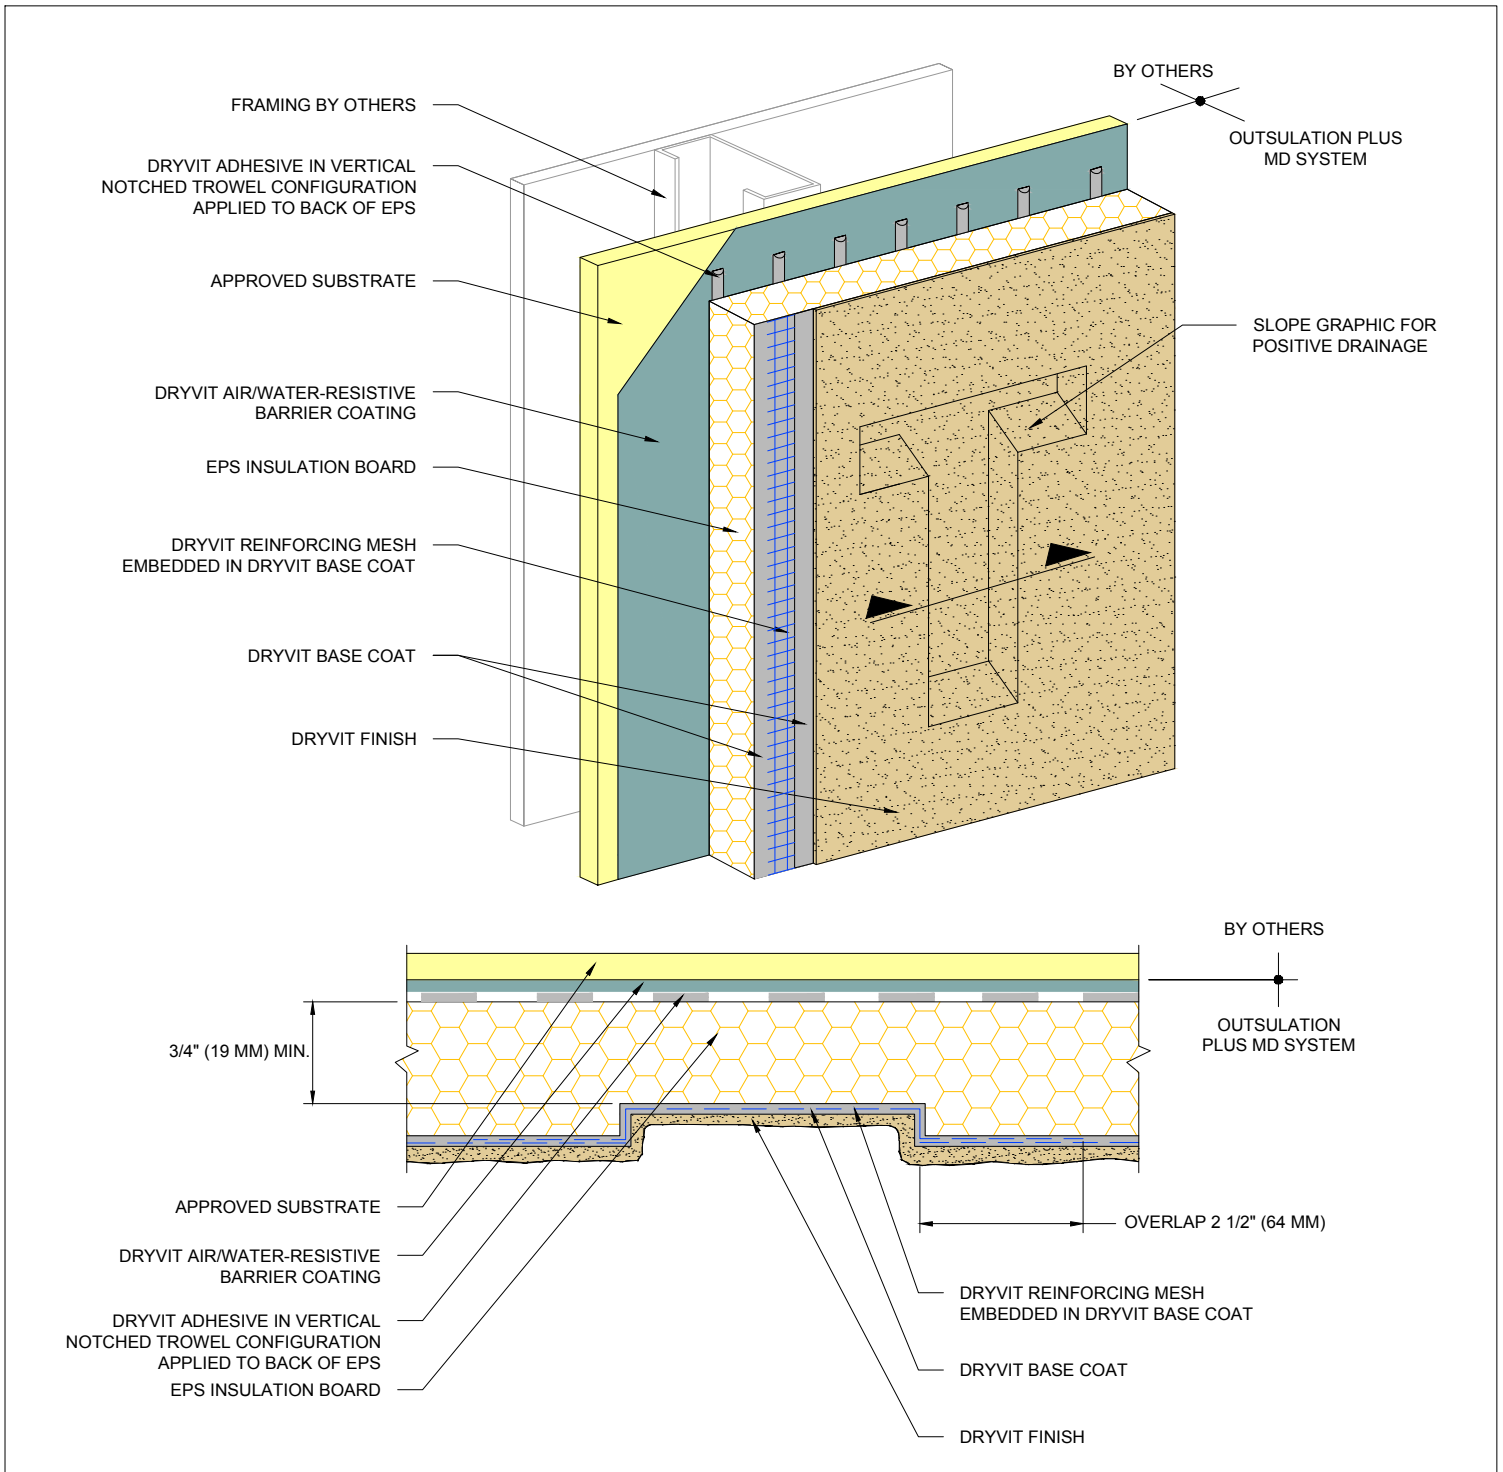 FRAMING BY OTHERS
DRYVIT ADHESIVE IN VERTICAL
NOTCHED TROWEL CONFIGURATION
APPLIED TO BACK OF EPS
APPROVED SUBSTRATE
DRYVIT AIR/WATER-RESISTIVE
BARRIER COATING
EPS INSULATION BOARD
DRYVIT REINFORCING MESH
EMBEDDED IN DRYVIT BASE COAT
DRYVIT BASE COAT
DRYVIT FINISH
BY OTHERS
OUTSULATION PLUS
MD SYSTEM
SLOPE GRAPHIC FOR
POSITIVE DRAINAGE
BY OTHERS
OUTSULATION
PLUS MD SYSTEM
3/4" (19 MM) MIN.
APPROVED SUBSTRATE
DRYVIT AIR/WATER-RESISTIVE
BARRIER COATING
DRYVIT ADHESIVE IN VERTICAL
NOTCHED TROWEL CONFIGURATION
APPLIED TO BACK OF EPS
EPS INSULATION BOARD
OVERLAP 2 1/2" (64 MM)
DRYVIT REINFORCING MESH
EMBEDDED IN DRYVIT BASE COAT
DRYVIT BASE COAT
DRYVIT FINISH